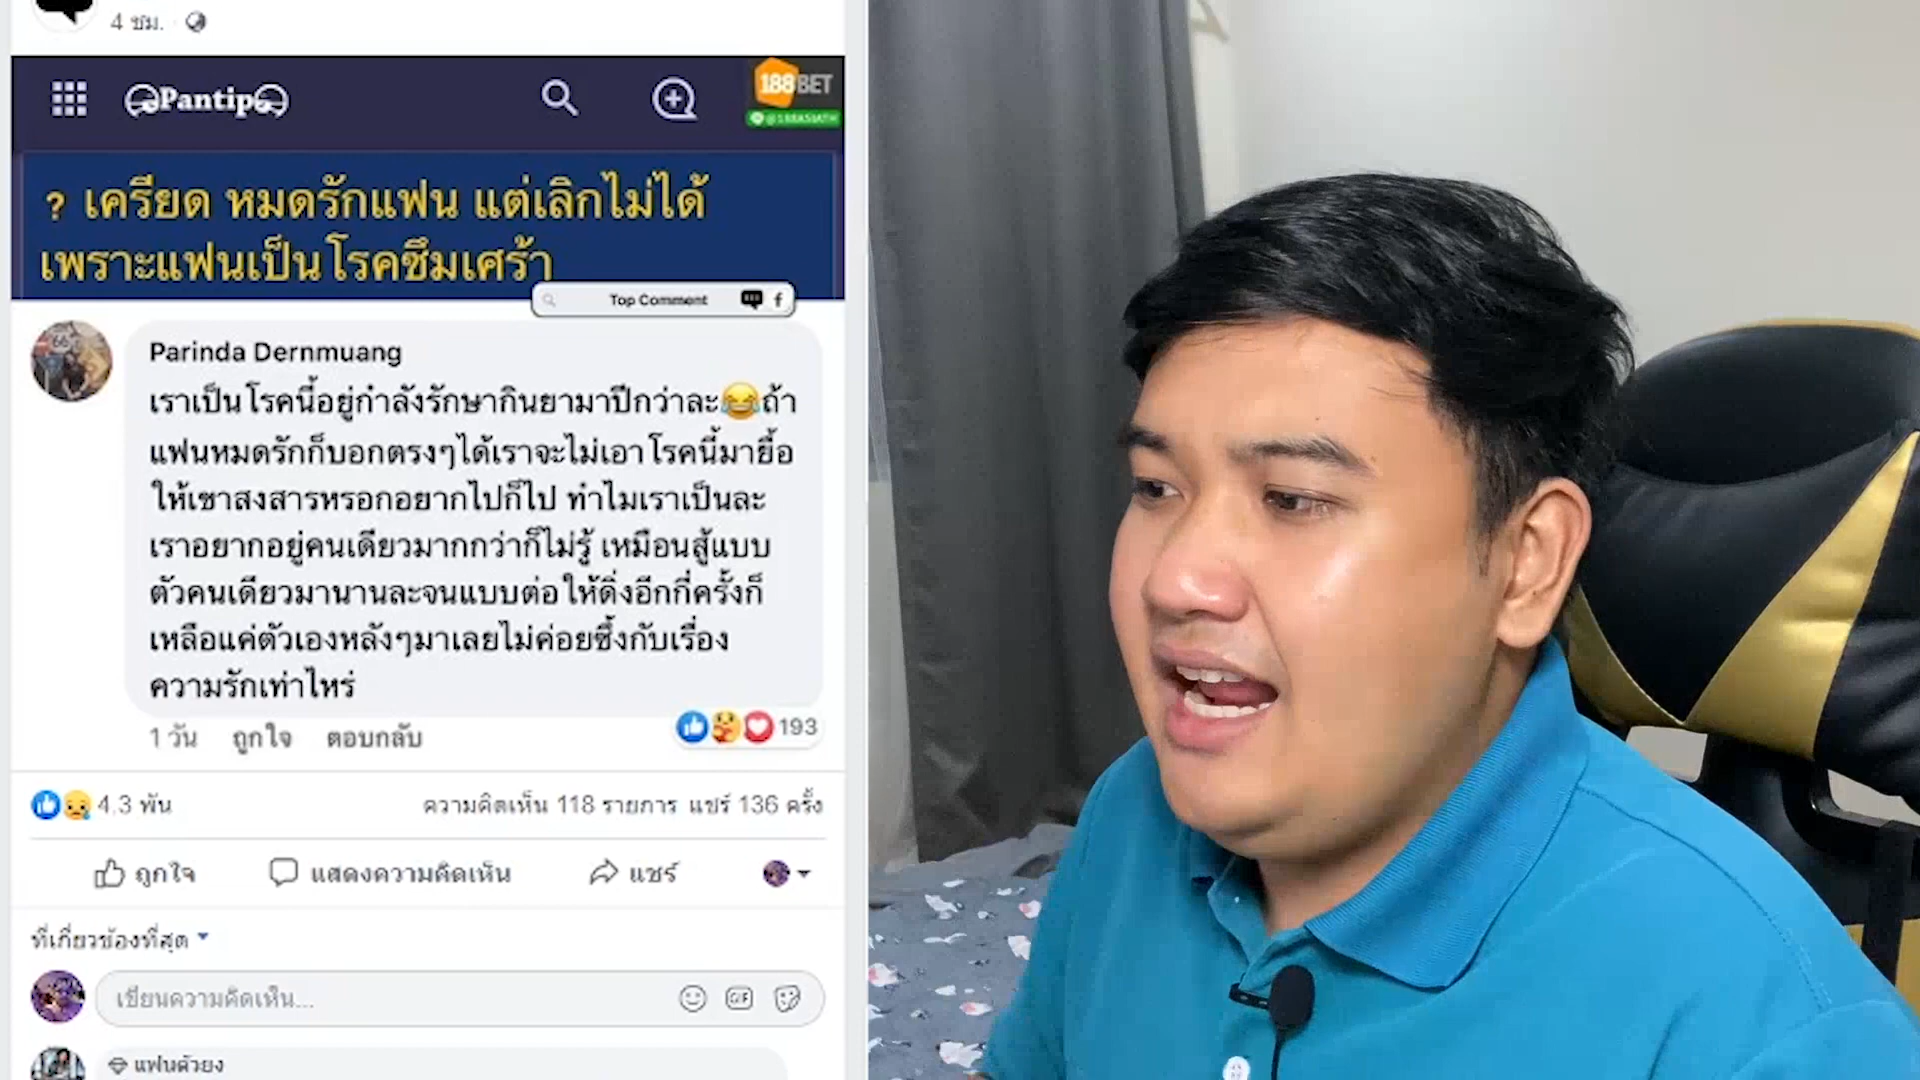 4 ชม.
Pantip
188BET
@188ASIATH
? เครียด หมดรักแฟน แต่เลิกไม่ได้
เพราะแฟนเป็นโรคซึมเศร้า
Top Comment
Parinda Dernmuang
เราเป็นโรคนี้อยู่กำลังรักษากินยามาปีกว่าละ😂ถ้า
แฟนหมดรักก็บอกตรงๆได้เราจะไม่เอาโรคนี้มายื้อ
ให้เขาสงสารหรอกอยากไปก็ไป ทำไมเราเป็นละ
เราอยากอยู่คนเดียวมากกว่าก็ไม่รู้ เหมือนสู้แบบ
ตัวคนเดียวมานานละจนแบบต่อให้ดิ่งอีกกี่ครั้งก็
เหลือแค่ตัวเองหลังๆมาเลยไม่ค่อยซึ้งกับเรื่อง
ความรักเท่าไหร่
1 วัน ถูกใจ ตอบกลับ 193
4.3 พัน ความคิดเห็น 118 รายการ แชร์ 136 ครั้ง
ถูกใจ แสดงความคิดเห็น แชร์
ที่เกี่ยวข้องที่สุด
เขียนความคิดเห็น... GIF
แฟนตัวยง